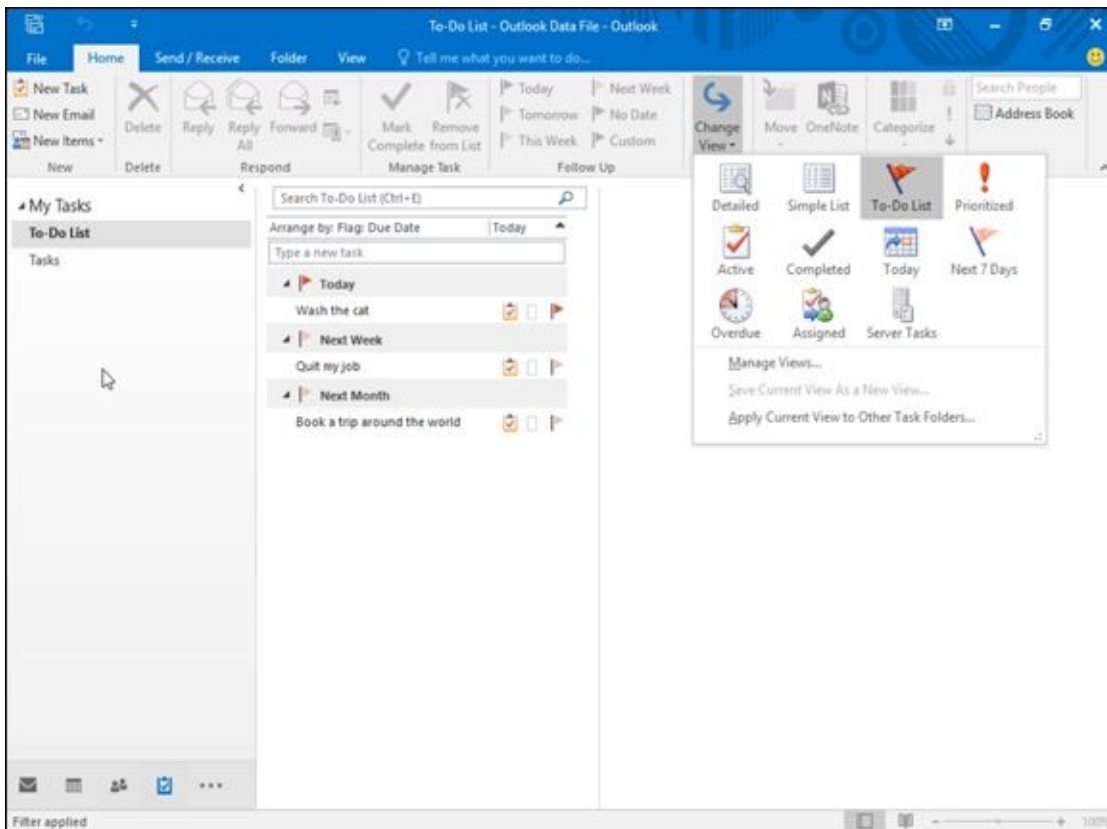 To-Do List - Outlook Data File - Outlook
File Home Send / Receive Folder View Tell me what you want to do...
New Task
New Email
New Items
New
Delete
Delete
Reply
Reply All
Forward
Respond
Mark Complete
Remove from List
Manage Task
Today
Tomorrow
This Week
Next Week
No Date
Custom
Follow Up
Change View
Move
OneNote
Categorize
Search People
Address Book
My Tasks
To-Do List
Tasks
Search To-Do List (Ctrl+E)
Arrange by: Flag: Due Date Today
Type a new task
Today
Wash the cat
Next Week
Quit my job
Next Month
Book a trip around the world
Detailed Simple List To-Do List Prioritized
Active Completed Today Next 7 Days
Overdue Assigned Server Tasks
Manage Views...
Save Current View As a New View...
Apply Current View to Other Task Folders...
Filter applied
100%